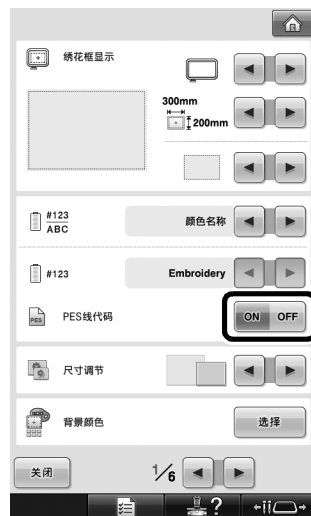 绣花框显示
300mm
200mm
#123
ABC
颜色名称
#123
Embroidery
PES
PES线代码
ON OFF
尺寸调节
背景颜色
选择
关闭
1/6
?